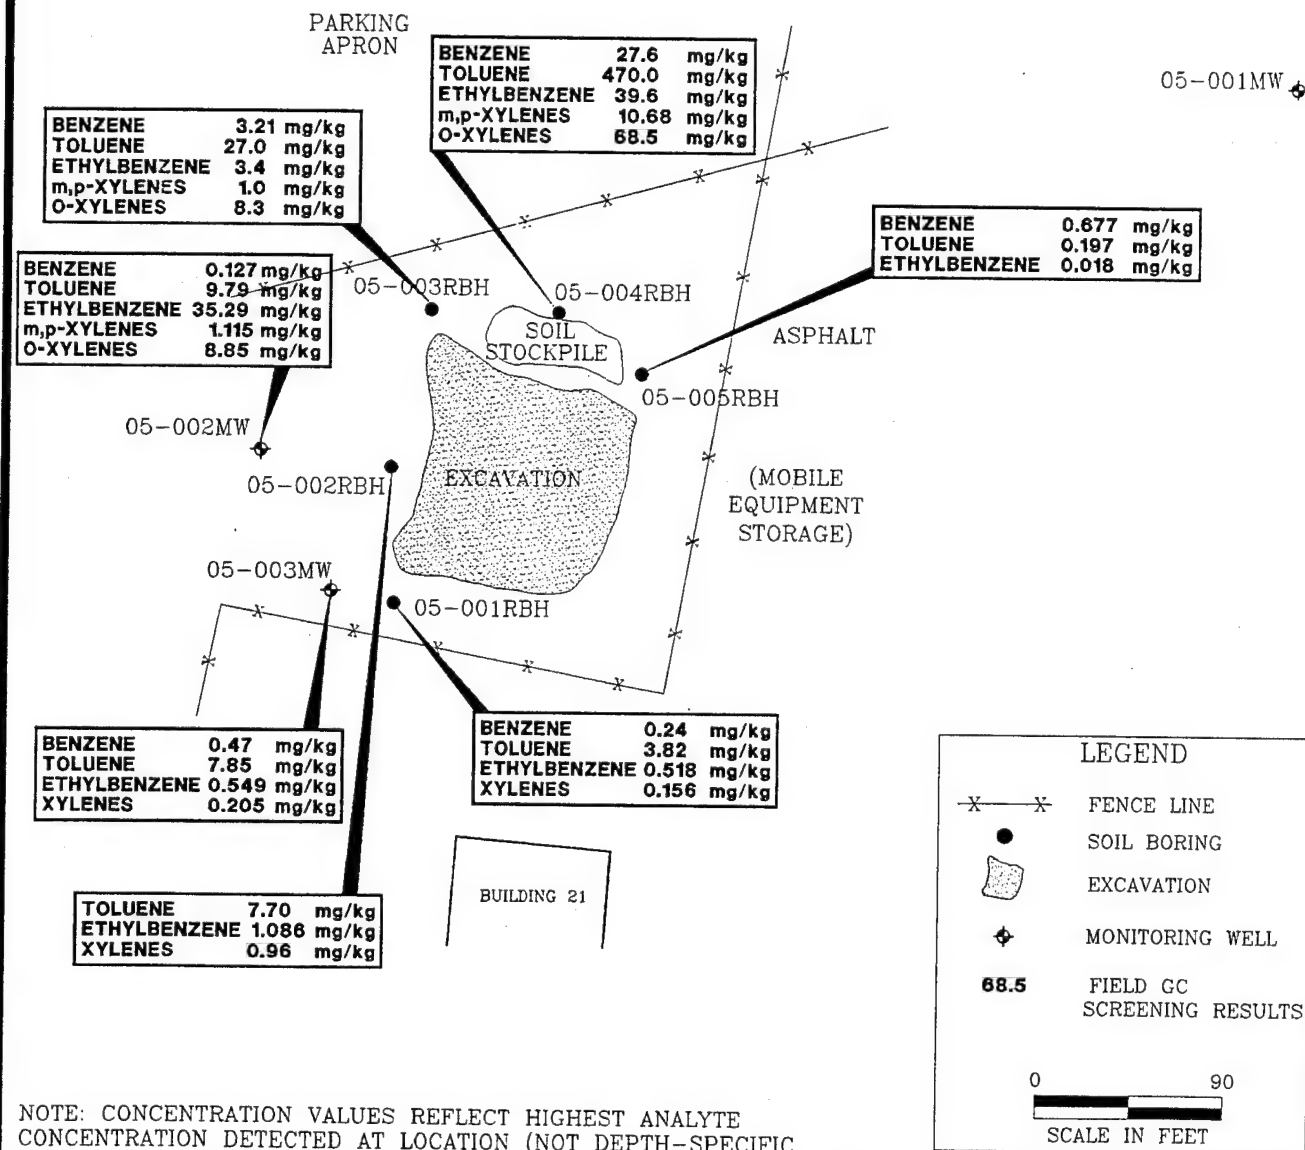 PARKING
APRON
BENZENE 27.6 mg/kg
TOLUENE 470.0 mg/kg
ETHYLBENZENE 39.6 mg/kg
m,p-XYLENES 10.68 mg/kg
O-XYLENES 68.5 mg/kg
05-001MW
BENZENE 3.21 mg/kg
TOLUENE 27.0 mg/kg
ETHYLBENZENE 3.4 mg/kg
m,p-XYLENES 1.0 mg/kg
O-XYLENES 8.3 mg/kg
BENZENE 0.677 mg/kg
TOLUENE 0.197 mg/kg
ETHYLBENZENE 0.018 mg/kg
BENZENE 0.127 mg/kg
TOLUENE 9.79 mg/kg
ETHYLBENZENE 35.29 mg/kg
m,p-XYLENES 1.115 mg/kg
O-XYLENES 8.85 mg/kg
05-003RBH
05-004RBH
SOIL
STOCKPILE
ASPHALT
05-005RBH
05-002MW
05-002RBH
EXCAVATION
(MOBILE
EQUIPMENT
STORAGE)
05-003MW
05-001RBH
BENZENE 0.47 mg/kg
TOLUENE 7.85 mg/kg
ETHYLBENZENE 0.549 mg/kg
XYLENES 0.205 mg/kg
BENZENE 0.24 mg/kg
TOLUENE 3.82 mg/kg
ETHYLBENZENE 0.518 mg/kg
XYLENES 0.156 mg/kg
TOLUENE 7.70 mg/kg
ETHYLBENZENE 1.086 mg/kg
XYLENES 0.96 mg/kg
BUILDING 21
LEGEND
X X FENCE LINE
SOIL BORING
EXCAVATION
MONITORING WELL
68.5 FIELD GC
SCREENING RESULTS
0 90
SCALE IN FEET
NOTE: CONCENTRATION VALUES REFLECT HIGHEST ANALYTE
CONCENTRATION DETECTED AT LOCATION (NOT DEPTH-SPECIFIC